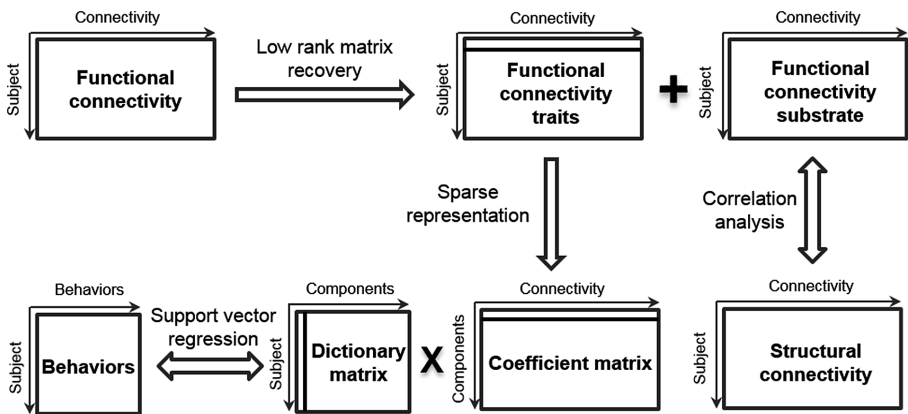 Connectivity
Subject
Functional
connectivity
Low rank matrix
recovery
Connectivity
Subject
Functional
connectivity
traits
+
Connectivity
Subject
Functional
connectivity
substrate
Sparse
representation
Correlation
analysis
Behaviors
Subject
Behaviors
Support vector
regression
Components
Subject
Dictionary
matrix
X
Connectivity
Components
Coefficient matrix
Connectivity
Subject
Structural
connectivity